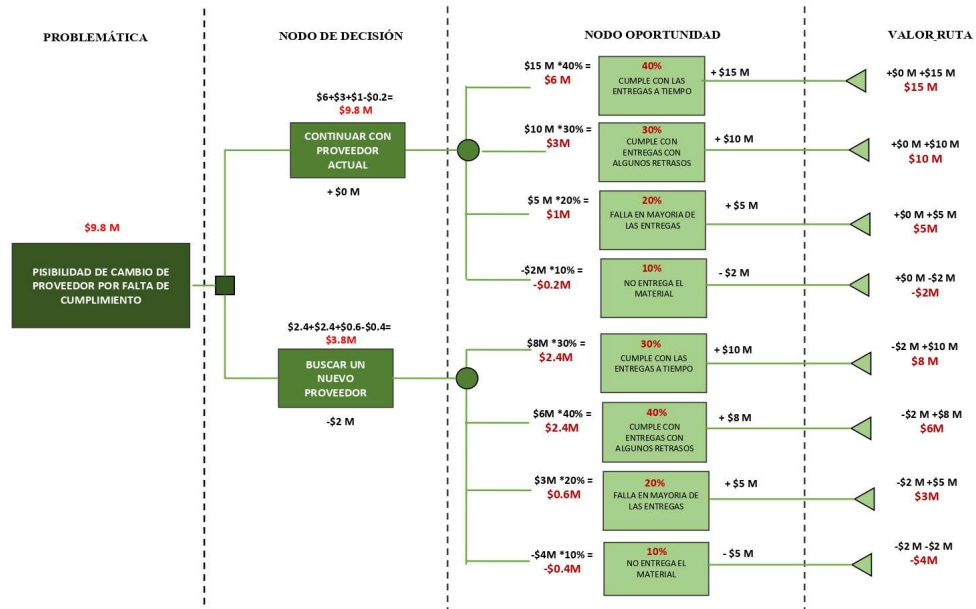 PROBLEMÁTICA
NODO DE DECISIÓN
NODO OPORTUNIDAD
VALOR_RUTA
$9.8 M
PISIBILIDAD DE CAMBIO DE
PROVEEDOR POR FALTA DE
CUMPLIMIENTO
$6+$3+$1-$0.2=
$9.8 M
CONTINUAR CON
PROVEEDOR
ACTUAL
+ $0 M
$15 M *40% =
$6 M
40%
CUMPLE CON LAS
ENTREGAS A TIEMPO
+ $15 M
+$0 M +$15 M
$15 M
$10 M *30% =
$3M
30%
CUMPLE CON
ENTREGAS CON
ALGUNOS RETRASOS
+ $10 M
+$0 M +$10 M
$10 M
$5 M *20% =
$1M
20%
FALLA EN MAYORIA DE
LAS ENTREGAS
+ $5 M
+$0 M +$5 M
$5M
-$2M *10% =
-$0.2M
10%
NO ENTREGA EL
MATERIAL
- $2 M
+$0 M -$2 M
-$2M
$2.4+$2.4+$0.6-$0.4=
$3.8M
BUSCAR UN
NUEVO
PROVEEDOR
-$2 M
$8M *30% =
$2.4M
30%
CUMPLE CON LAS
ENTREGAS A TIEMPO
+ $10 M
-$2 M +$10 M
$8 M
$6M *40% =
$2.4M
40%
CUMPLE CON
ENTREGAS CON
ALGUNOS RETRASOS
+ $8 M
-$2 M +$8 M
$6M
$3M *20% =
$0.6M
20%
FALLA EN MAYORIA DE
LAS ENTREGAS
+ $5 M
-$2 M +$5 M
$3M
-$4M *10% =
-$0.4M
10%
NO ENTREGA EL
MATERIAL
- $5 M
-$2 M -$2 M
-$4M